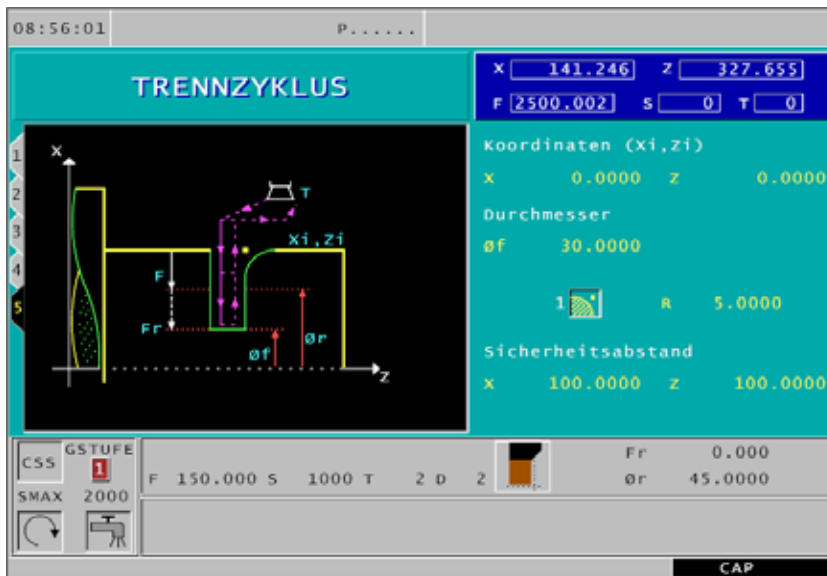 08:56:01 P......
TRENNZYKLUS
X 141.246 Z 327.655
F 2500.002 S 0 T 0
1
2
3
4
5
X
T
Xi,Zi
F
Fr
Øf
Ør
Z
Koordinaten (Xi,Zi)
X 0.0000 Z 0.0000
Durchmesser
Øf 30.0000
1 R 5.0000
Sicherheitsabstand
X 100.0000 Z 100.0000
CSS GSTUFE
1
SMAX 2000
F 150.000 S 1000 T 2 D 2
Fr 0.000
Ør 45.0000
CAP